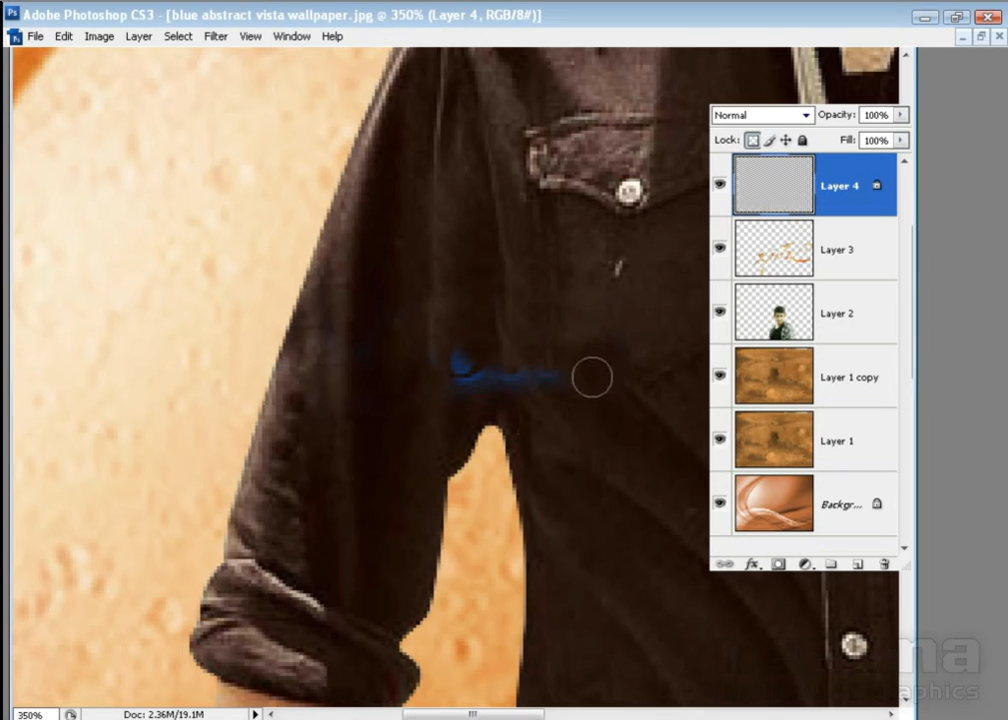 Adobe Photoshop CS3 - [blue abstract vista wallpaper.jpg @ 350% (Layer 4, RGB/8#)]
File Edit Image Layer Select Filter View Window Help
Normal Opacity: 100%
Lock: Fill: 100%
Layer 4
Layer 3
Layer 2
Layer 1 copy
Layer 1
Backgr...
ma
graphics
350% Doc: 2.36M/19.1M